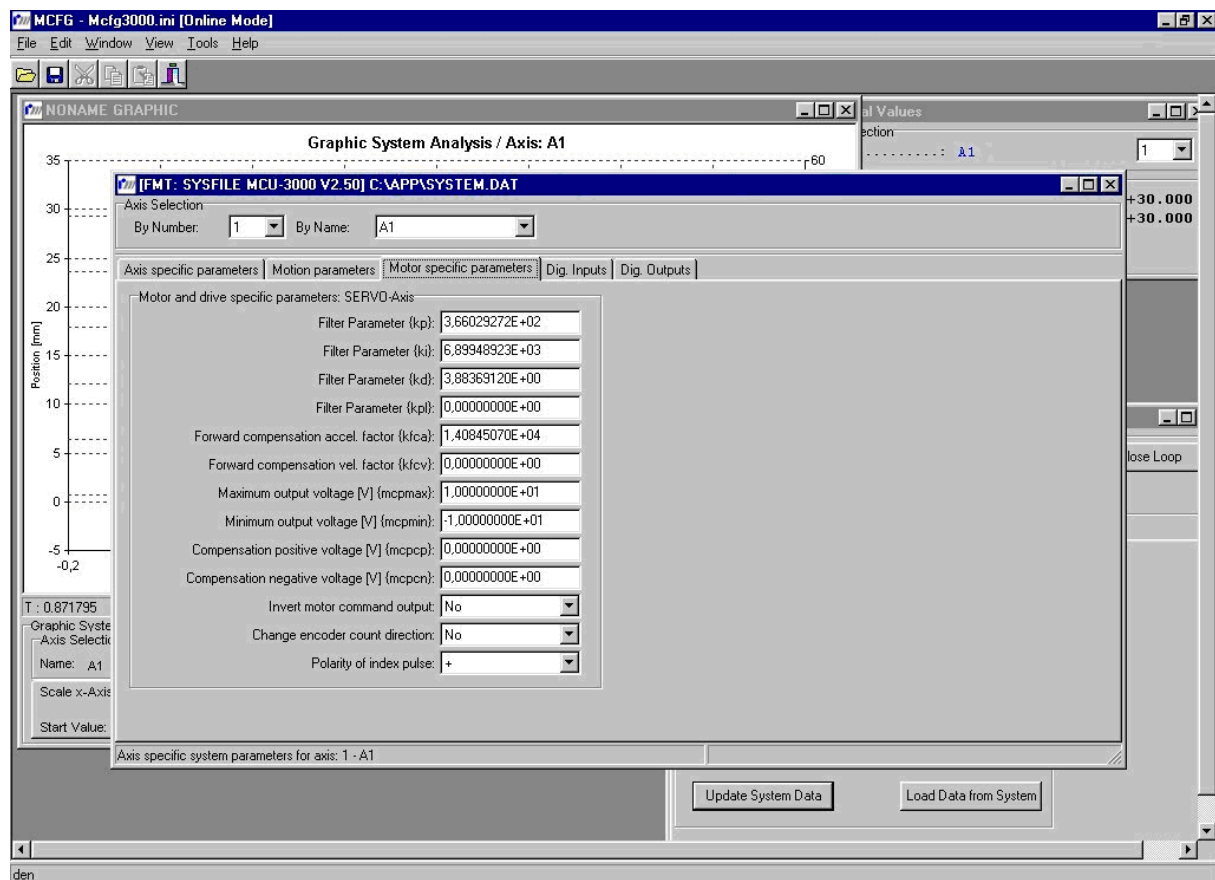 MCFG - Mcfg3000.ini [Online Mode]
File Edit Window View Tools Help
NONAME GRAPHIC
al Values
Graphic System Analysis / Axis: A1
ection
.........: A1
1
35
60
[FMT: SYSFILE MCU-3000 V2.50] C:\APP\SYSTEM.DAT
+30.000
+30.000
Axis Selection
By Number: 1 By Name: A1
30
25
20
15
10
5
0
-5
-0,2
Position [mm]
Axis specific parameters Motion parameters Motor specific parameters Dig. Inputs Dig. Outputs
Motor and drive specific parameters: SERVO-Axis
Filter Parameter {kp}: 3,66029272E+02
Filter Parameter {ki}: 6,89948923E+03
Filter Parameter {kd}: 3,88369120E+00
Filter Parameter {kpl}: 0,00000000E+00
Forward compensation accel. factor {kfca}: 1,40845070E+04
Forward compensation vel. factor {kfcv}: 0,00000000E+00
Maximum output voltage [V] {mcpmax}: 1,00000000E+01
Minimum output voltage [V] {mcpmin}: -1,00000000E+01
Compensation positive voltage [V] {mcpcp}: 0,00000000E+00
Compensation negative voltage [V] {mcpcn}: 0,00000000E+00
Invert motor command output: No
Change encoder count direction: No
Polarity of index pulse: +
lose Loop
T : 0.871795
Graphic Syste
Axis Selectio
Name: A1
Scale x-Axis
Start Value:
Axis specific system parameters for axis: 1 - A1
Update System Data Load Data from System
den